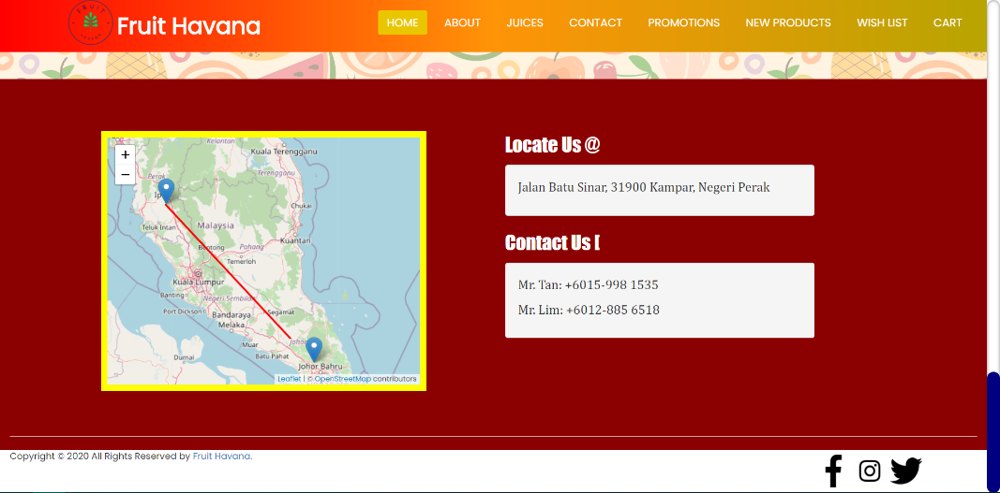 FRUIT
HAVANA
Fruit Havana
HOME
ABOUT
JUICES
CONTACT
PROMOTIONS
NEW PRODUCTS
WISH LIST
CART
+
−
Kelantan
Kuala Terengganu
Perak
Terengganu
Chukai
Teluk Intan
Malaysia
Kuantan
Bentong
Pahang
Temerloh
Kuala Lumpur
Banting
Negeri Sembilan
Port Dickson
Segamat
Bandaraya
Melaka
Muar
Batu Pahat
Dumai
Johor Bahru
Leaflet | © OpenStreetMap contributors
Locate Us @
Jalan Batu Sinar, 31900 Kampar, Negeri Perak
Contact Us [
Mr. Tan: +6015-998 1535
Mr. Lim: +6012-885 6518
Copyright © 2020 All Rights Reserved by Fruit Havana.